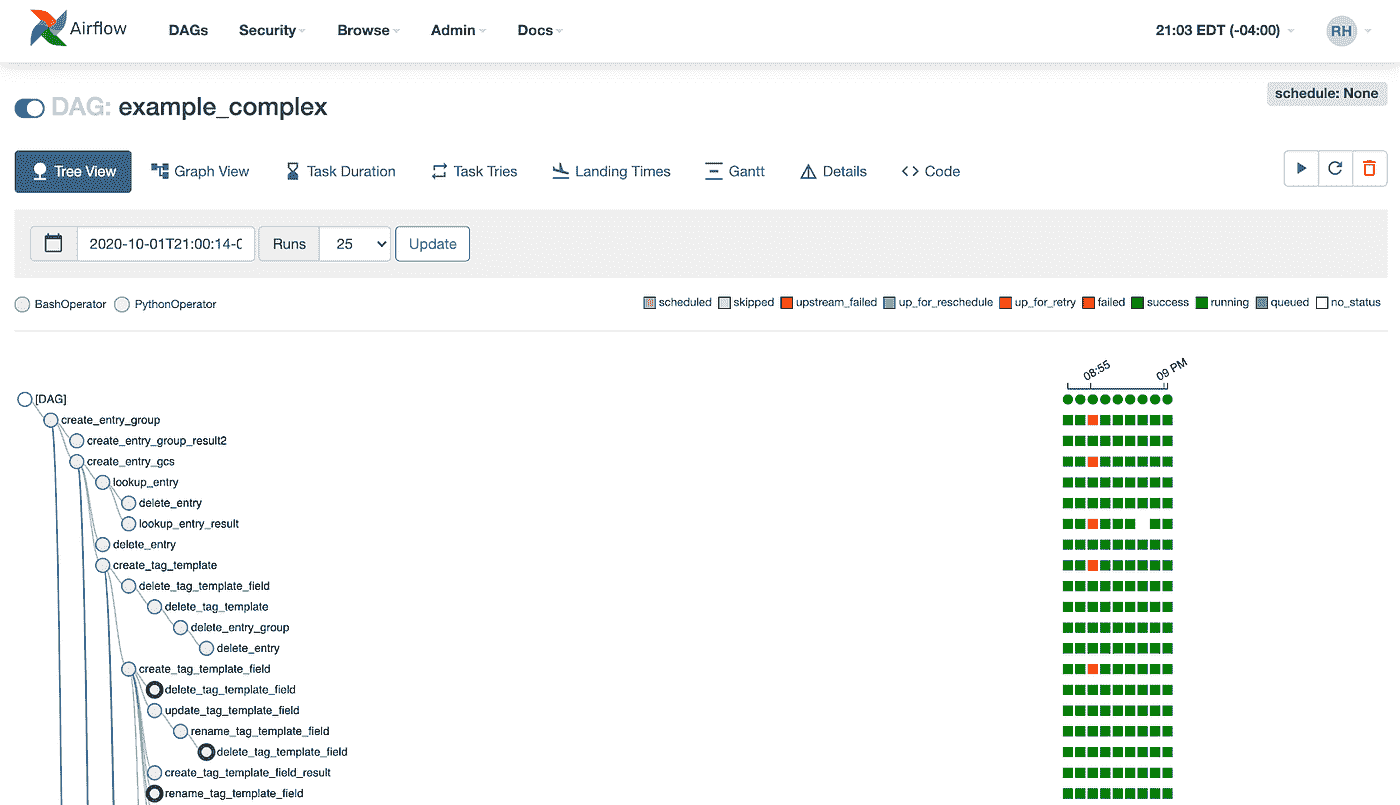 Airflow DAGs Security Browse Admin Docs 21:03 EDT (-04:00) RH
DAG: example_complex schedule: None
Tree View Graph View Task Duration Task Tries Landing Times Gantt Details Code
2020-10-01T21:00:14-0 Runs 25 Update
BashOperator PythonOperator scheduled skipped upstream_failed up_for_reschedule up_for_retry failed success running queued no_status
08:55 09 PM
[DAG]
create_entry_group
create_entry_group_result2
create_entry_gcs
lookup_entry
delete_entry
lookup_entry_result
delete_entry
create_tag_template
delete_tag_template_field
delete_tag_template
delete_entry_group
delete_entry
create_tag_template_field
delete_tag_template_field
update_tag_template_field
rename_tag_template_field
delete_tag_template_field
create_tag_template_field_result
rename_tag_template_field